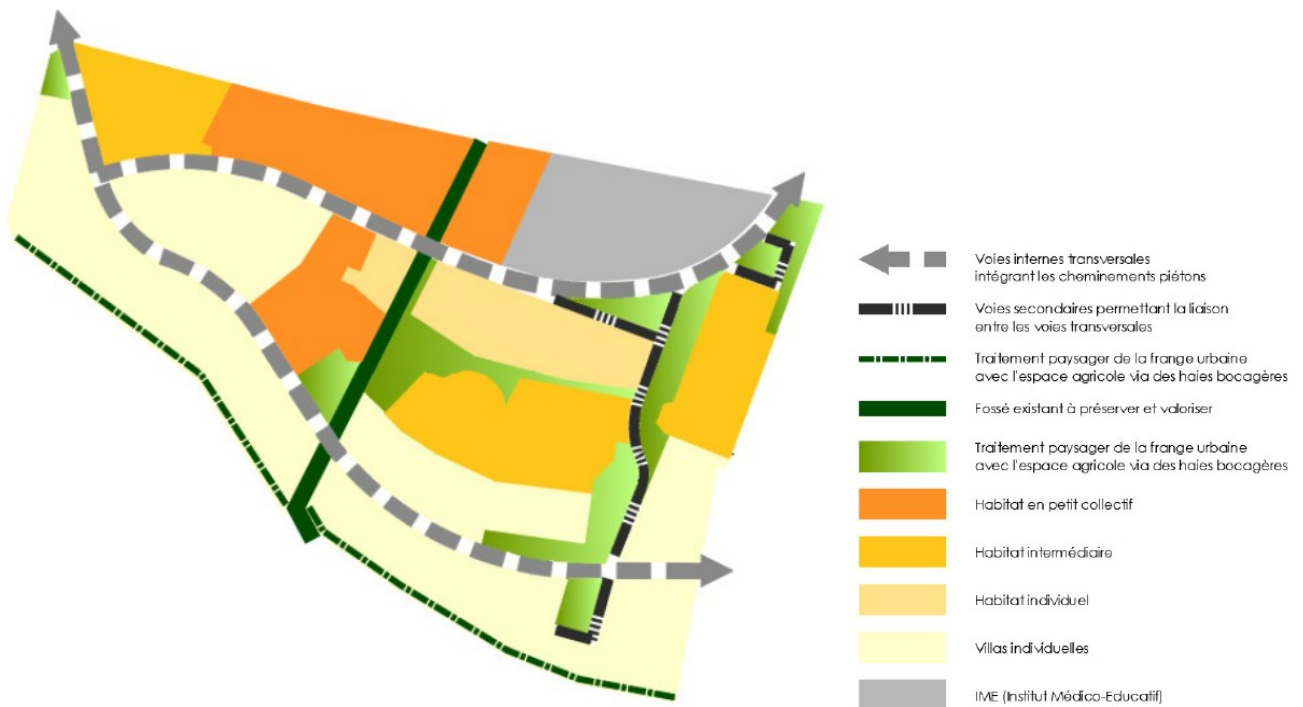 Voies internes transversales
intégrant les cheminements piétons
Voies secondaires permettant la liaison
entre les voies transversales
Traitement paysager de la frange urbaine
avec l'espace agricole via des haies bocagères
Fossé existant à préserver et valoriser
Traitement paysager de la frange urbaine
avec l'espace agricole via des haies bocagères
Habitat en petit collectif
Habitat intermédiaire
Habitat individuel
Villas individuelles
IME (Institut Médico-Educatif)